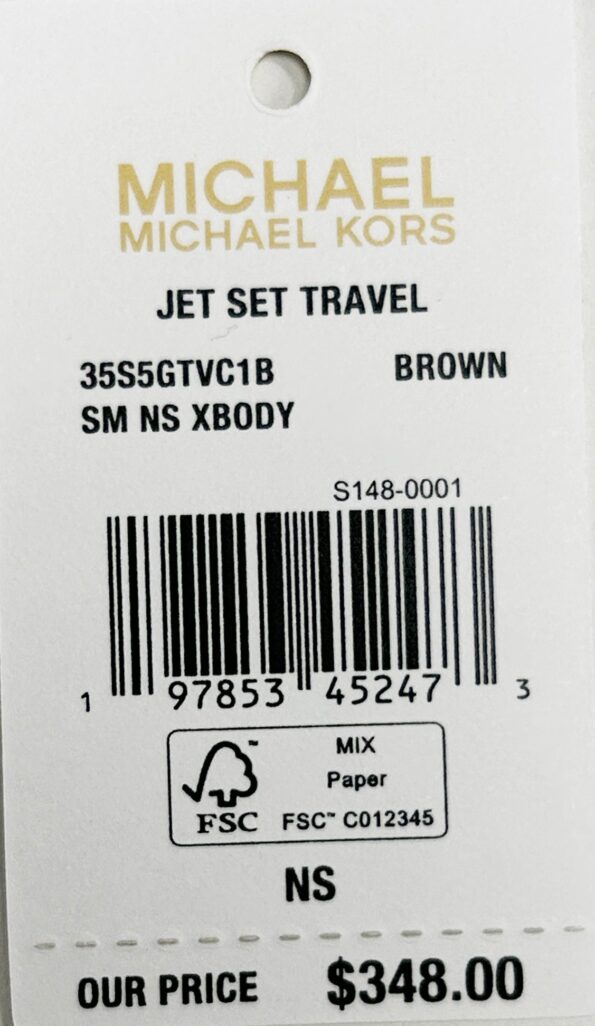 MICHAEL
MICHAEL KORS
JET SET TRAVEL
35S5GTVC1B BROWN
SM NS XBODY
S148-0001
1 97853 45247 3
FSC™ MIX
Paper
FSC™ C012345
NS
OUR PRICE $348.00